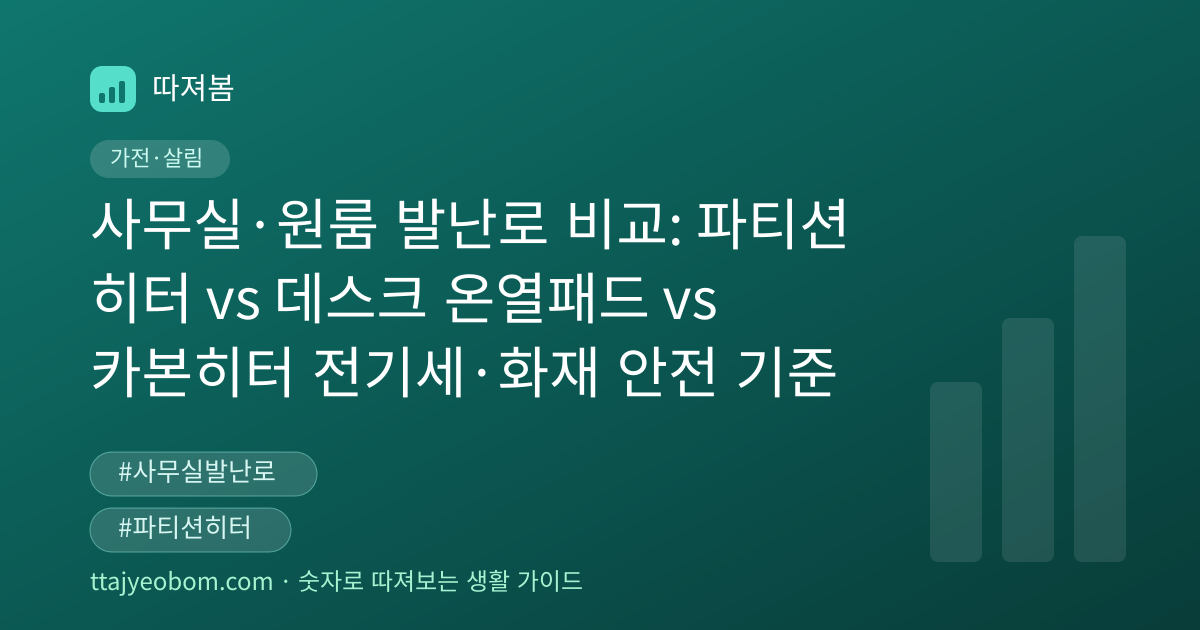 따져봄
가전·살림
사무실·원룸 발난로 비교: 파티션
히터 vs 데스크 온열패드 vs
카본히터 전기세·화재 안전 기준
#사무실발난로
#파티션히터
ttajyeobom.com · 숫자로 따져보는 생활 가이드